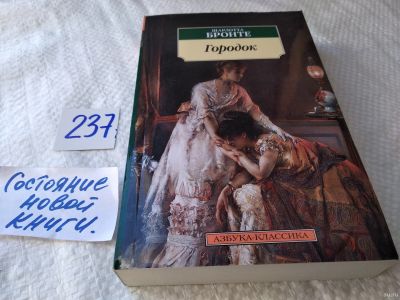 ШАРЛОТТА
БРОНТЕ
Городок
АЗБУКА-КЛАССИКА
237
Состояние
новой
книги.